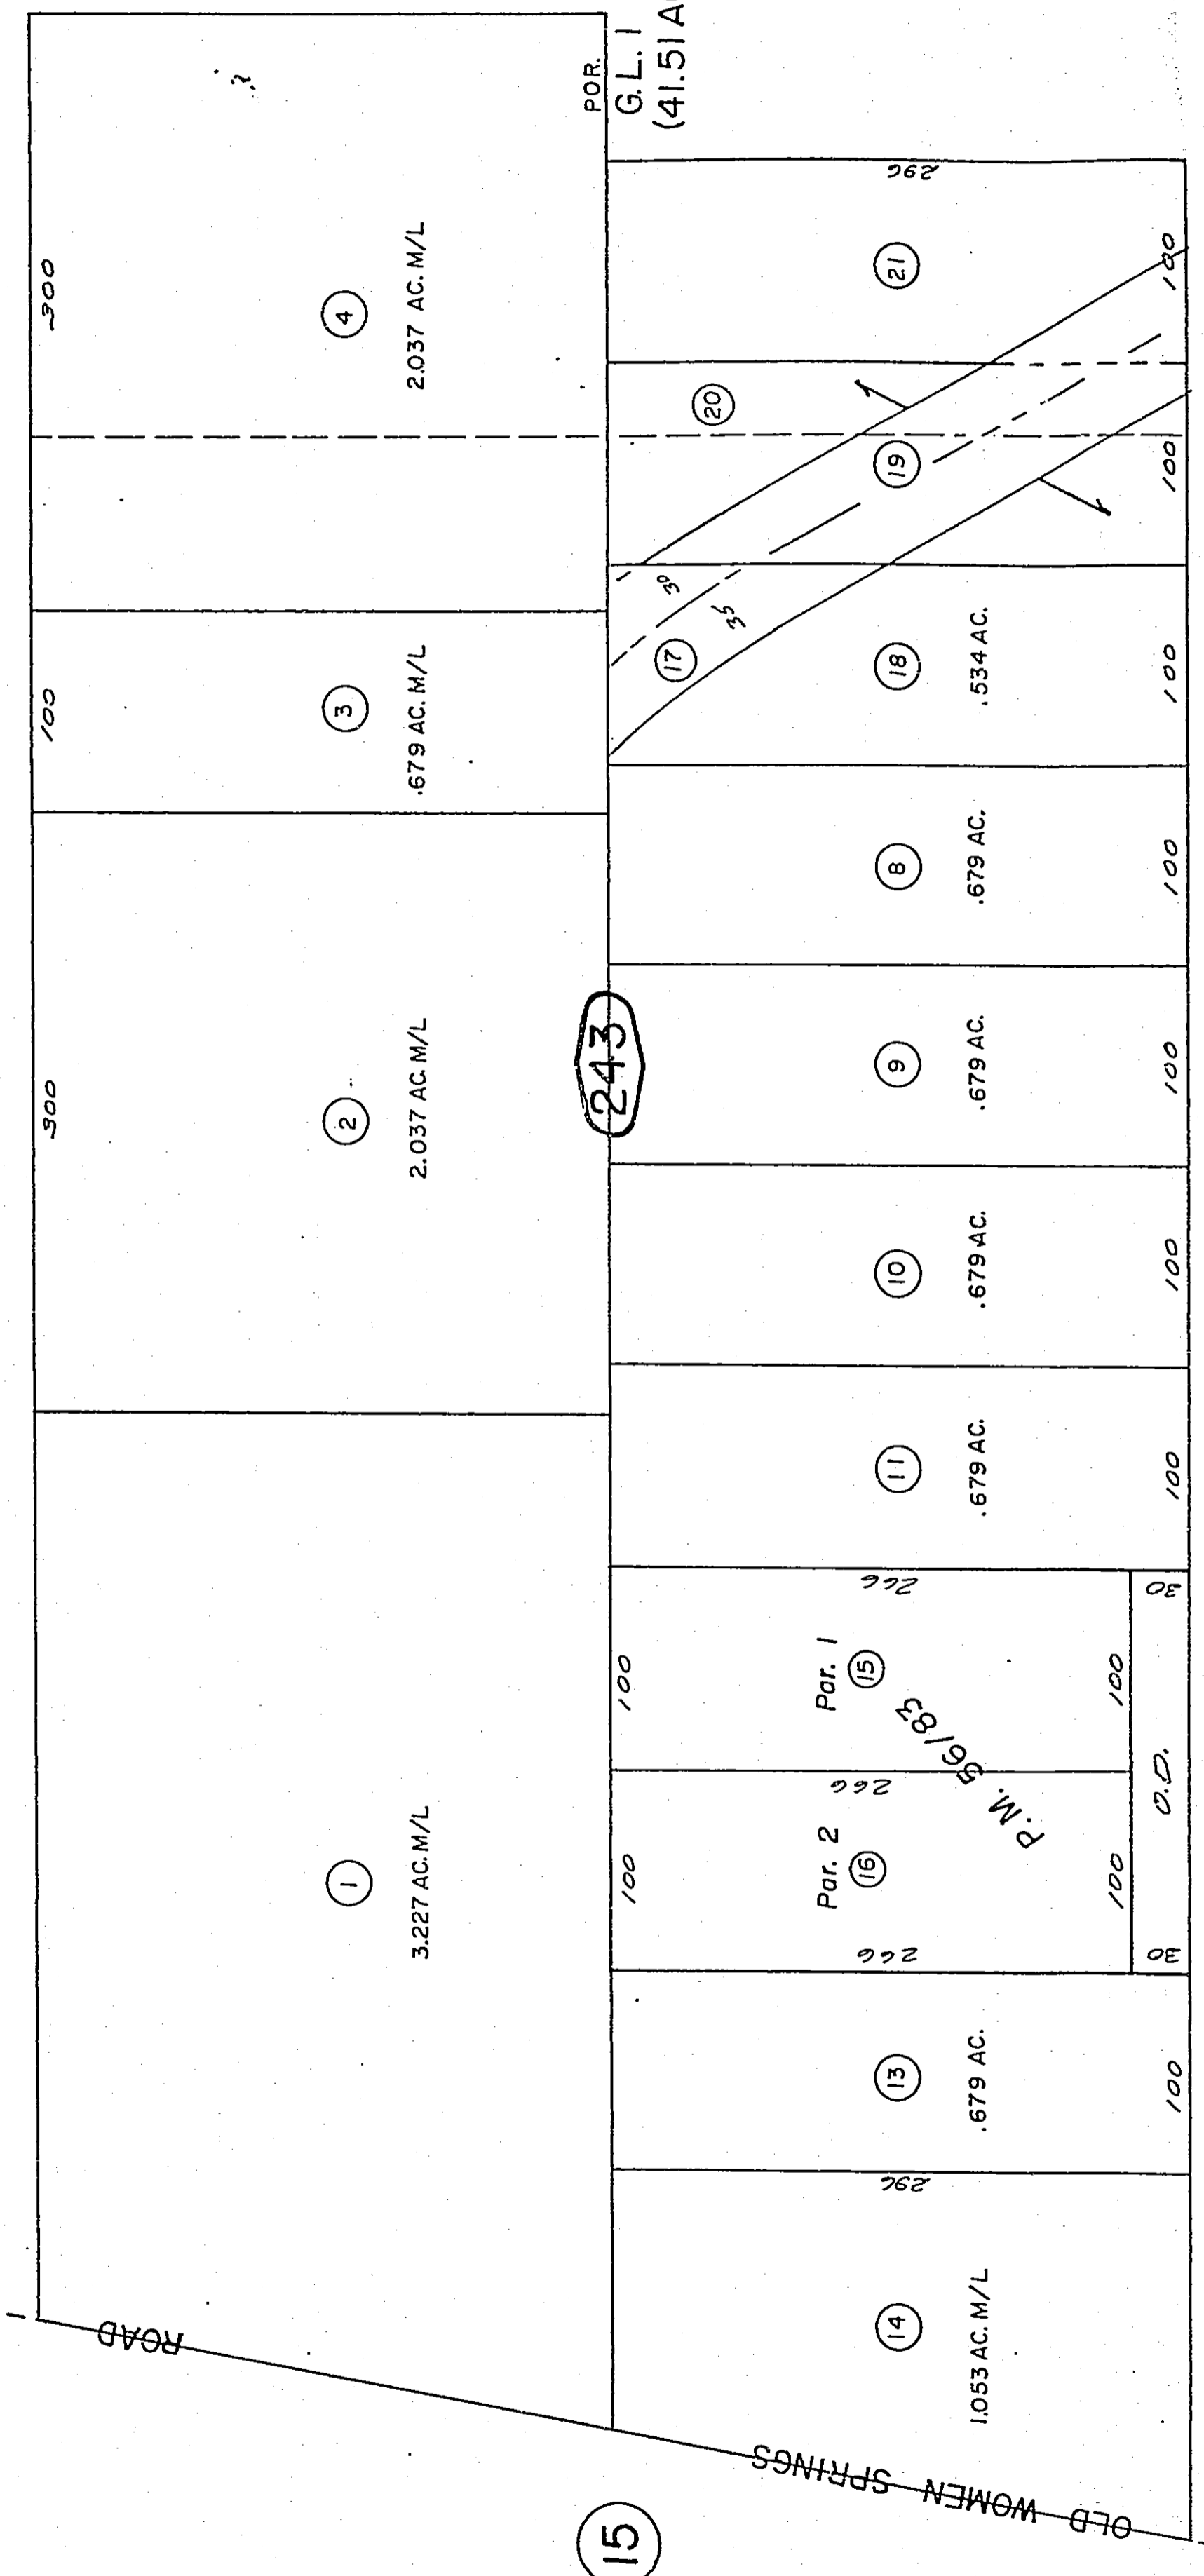 POR.
G.L. 1
300
4
2.037 AC. M/L
100
3
.679 AC. M/L
300
2
2.037 AC. M/L
1
3.227 AC. M/L
ROAD
243
296
21
100
20
19
100
30
35
17
18
.534 AC.
100
8
.679 AC.
100
9
.679 AC.
100
10
.679 AC.
100
11
.679 AC.
100
266
30
100
Par. 1
15
100
P.M. 56/83
266
O.D.
100
Par. 2
16
100
266
30
13
.679 AC.
100
296
14
1.053 AC. M/L
OLD WOMEN SPRINGS
15